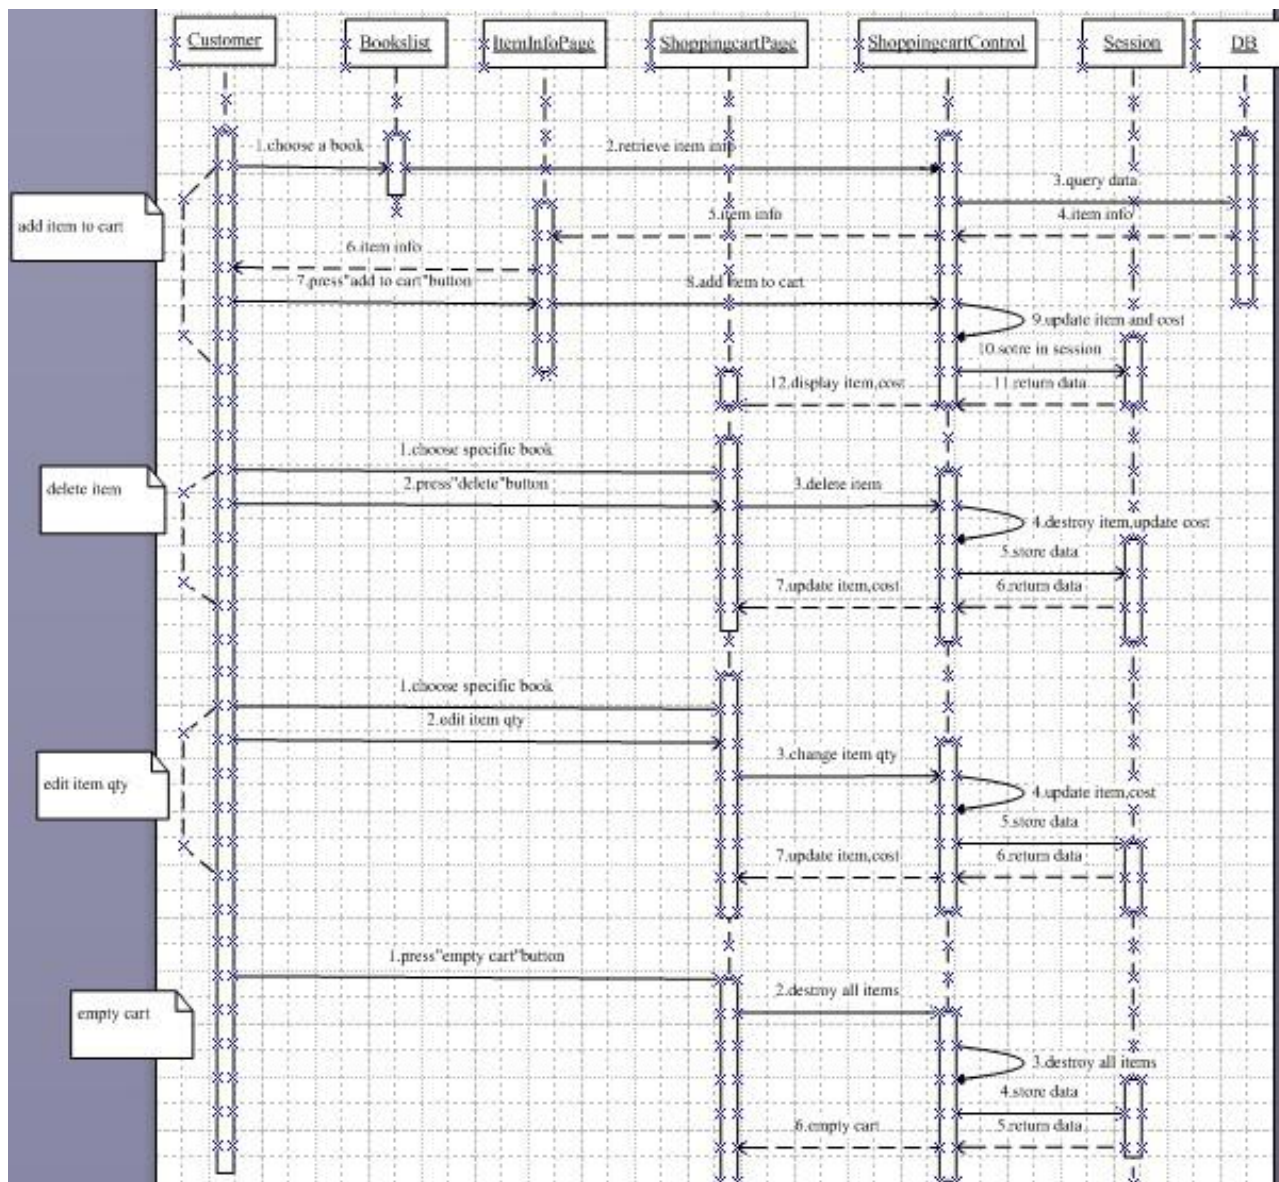 Customer
Bookslist
ItemInfoPage
ShoppingcartPage
ShoppingcartControl
Session
DB
1.choose a book
2.retrieve item info
3.query data
add item to cart
5.item info
4.item info
6.item info
7.press"add to cart"button
8.add item to cart
9.update item and cost
10.sotre in session
12.display item,cost
11.return data
1.choose specific book
delete item
2.press"delete"button
3.delete item
4.destroy item,update cost
5.store data
7.update item,cost
6.return data
1.choose specific book
2.edit item qty
3.change item qty
edit item qty
4.update item,cost
5.store data
7.update item,cost
6.return data
1.press"empty cart"button
2.destroy all items
empty cart
3.destroy all items
4.store data
6.empty cart
5.return data